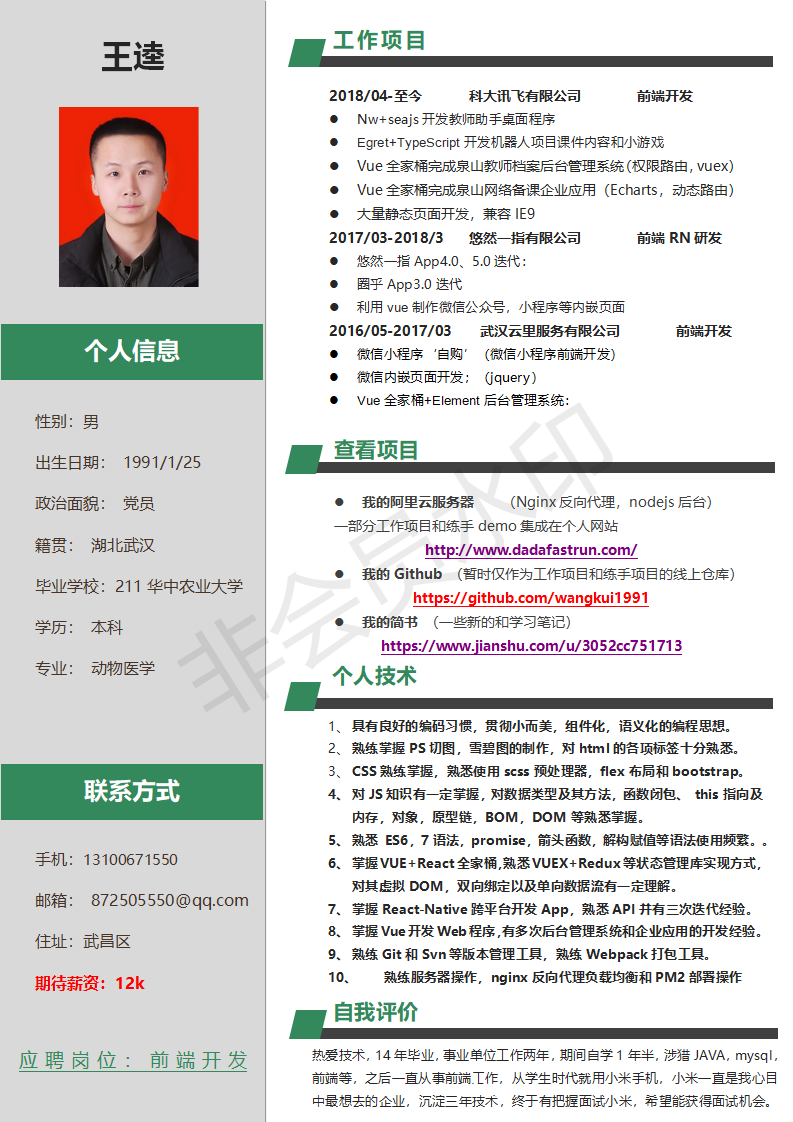 王逵
个人信息
性别：男
出生日期： 1991/1/25
政治面貌： 党员
籍贯： 湖北武汉
毕业学校：211 华中农业大学
学历： 本科
专业： 动物医学
联系方式
手机：13100671550
邮箱： 872505550@qq.com
住址：武昌区
期待薪资：12k
应聘岗位：前端开发
工作项目
2018/04-至今 科大讯飞有限公司 前端开发
● Nw+seajs 开发教师助手桌面程序
● Egret+TypeScript 开发机器人项目课件内容和小游戏
● Vue 全家桶完成泉山教师档案后台管理系统（权限路由，vuex）
● Vue 全家桶完成泉山网络备课企业应用（Echarts，动态路由）
● 大量静态页面开发，兼容 IE9
2017/03-2018/3 悠然一指有限公司 前端 RN 研发
● 悠然一指 App4.0、5.0 迭代：
● 圈乎 App3.0 迭代
● 利用 vue 制作微信公众号，小程序等内嵌页面
2016/05-2017/03 武汉云里服务有限公司 前端开发
● 微信小程序‘自购’（微信小程序前端开发）
● 微信内嵌页面开发；（jquery）
● Vue 全家桶+Element 后台管理系统：
查看项目
● 我的阿里云服务器 （Nginx 反向代理，nodejs 后台）
一部分工作项目和练手 demo 集成在个人网站
http://www.dadafastrun.com/
● 我的 Github （暂时仅作为工作项目和练手项目的线上仓库）
https://github.com/wangkui1991
● 我的简书 （一些新的和学习笔记）
https://www.jianshu.com/u/3052cc751713
个人技术
1、 具有良好的编码习惯，贯彻小而美，组件化，语义化的编程思想。
2、 熟练掌握 PS 切图，雪碧图的制作，对 html 的各项标签十分熟悉。
3、 CSS 熟练掌握，熟悉使用 scss 预处理器，flex 布局和 bootstrap。
4、 对 JS 知识有一定掌握，对数据类型及其方法，函数闭包、 this 指向及
内存，对象，原型链，BOM，DOM 等熟悉掌握。
5、 熟悉 ES6，7 语法，promise，箭头函数，解构赋值等语法使用频繁。。
6、 掌握 VUE+React 全家桶,熟悉 VUEX+Redux 等状态管理库实现方式，
对其虚拟 DOM，双向绑定以及单向数据流有一定理解。
7、 掌握 React-Native 跨平台开发 App，熟悉 API 并有三次迭代经验。
8、 掌握 Vue 开发 Web 程序,有多次后台管理系统和企业应用的开发经验。
9、 熟练 Git 和 Svn 等版本管理工具，熟练 Webpack 打包工具。
10、 熟练服务器操作，nginx 反向代理负载均衡和 PM2 部署操作
自我评价
热爱技术，14 年毕业，事业单位工作两年，期间自学 1 年半，涉猎 JAVA，mysql，
前端等，之后一直从事前端工作，从学生时代就用小米手机，小米一直是我心目
中最想去的企业，沉淀三年技术，终于有把握面试小米，希望能获得面试机会。
非会员水印